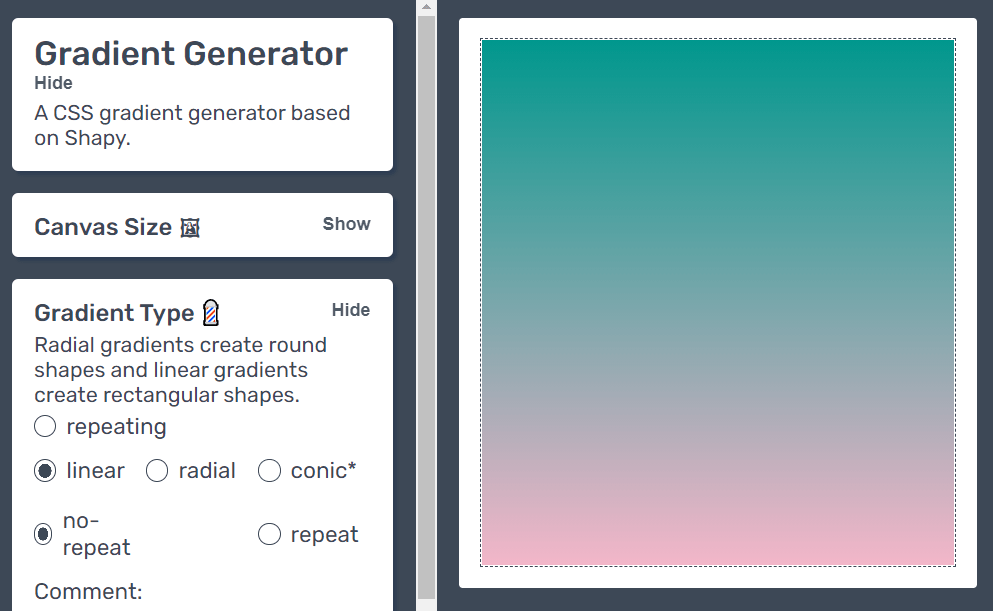 Gradient Generator
Hide
A CSS gradient generator based
on Shapy.
Canvas Size 🖼 Show
Gradient Type 💈 Hide
Radial gradients create round
shapes and linear gradients
create rectangular shapes.
repeating
linear radial conic*
no-
repeat repeat
Comment: